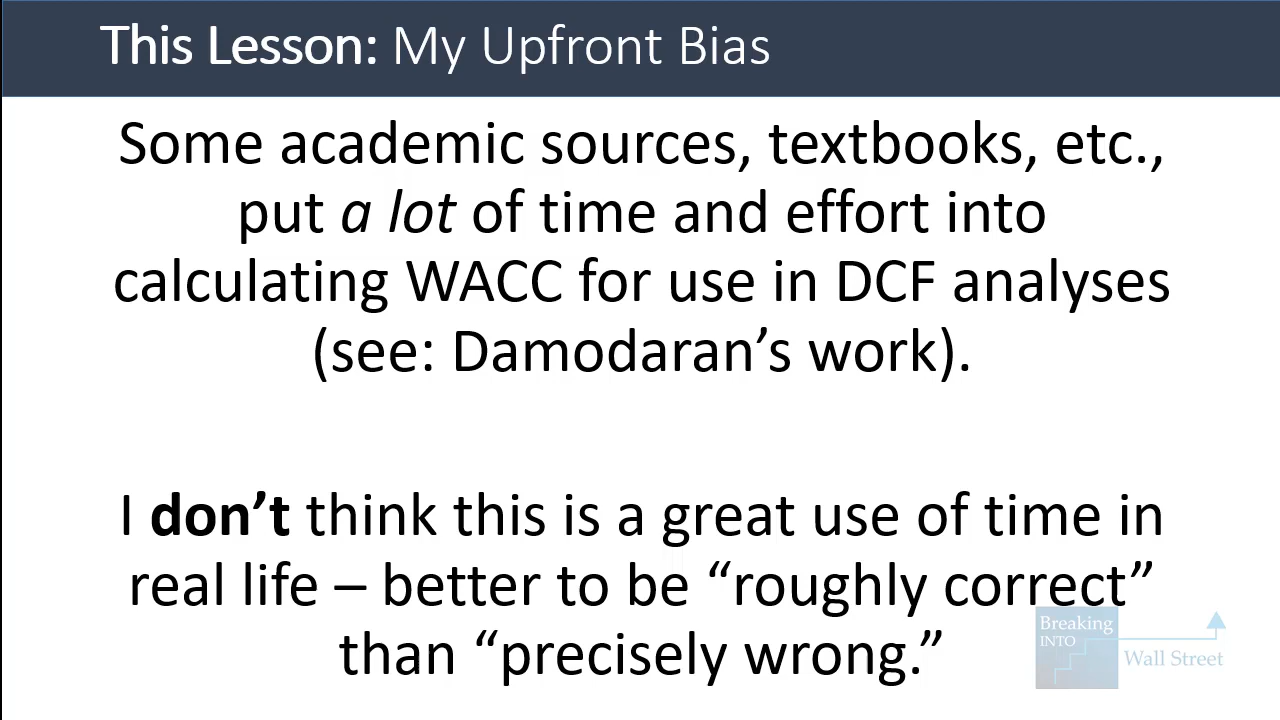 This Lesson: My Upfront Bias
Some academic sources, textbooks, etc.,
put a lot of time and effort into
calculating WACC for use in DCF analyses
(see: Damodaran’s work).
I don’t think this is a great use of time in
real life – better to be “roughly correct”
than “precisely wrong.”
Breaking
INTO
Wall Street